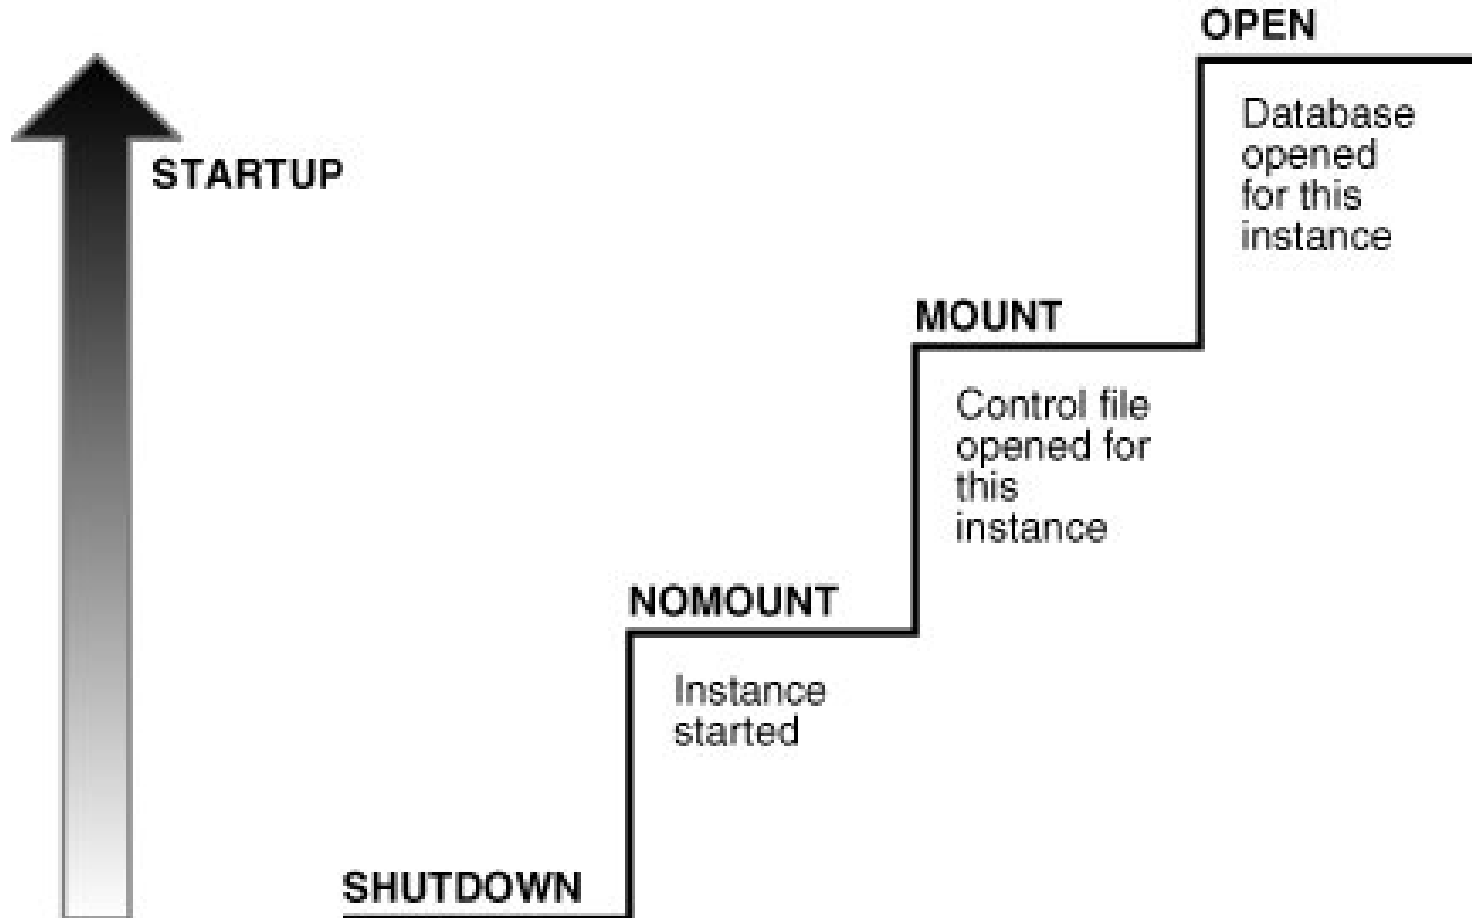 OPEN
Database
opened
for this
instance
STARTUP
MOUNT
Control file
opened for
this
instance
NOMOUNT
Instance
started
SHUTDOWN